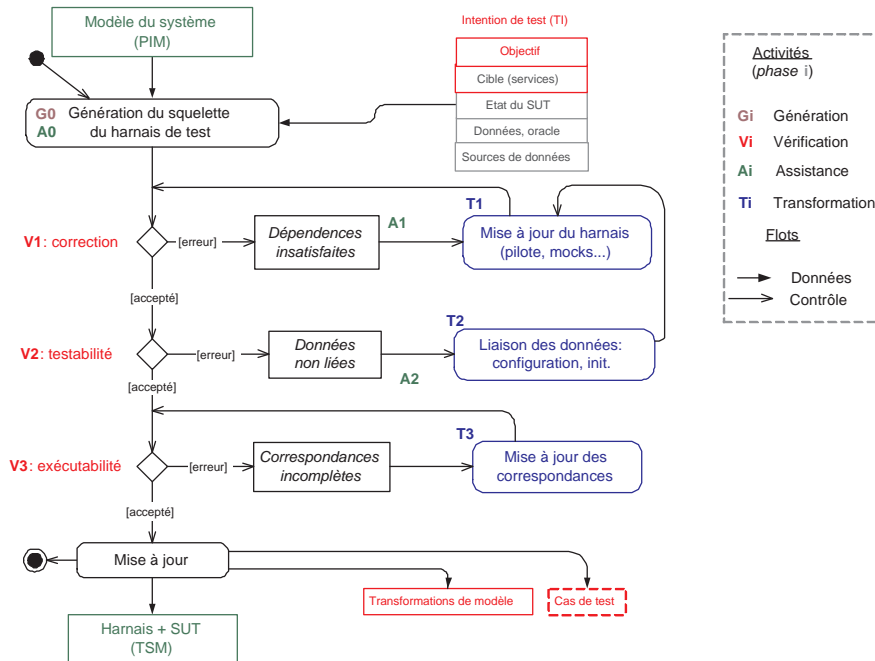 Modèle du système
(PIM)
Intention de test (TI)
Objectif
Cible (services)
Etat du SUT
Données, oracle
Sources de données
G0
A0
Génération du squelette
du harnais de test
Activités
(phase i)
Gi Génération
Vi Vérification
Ai Assistance
Ti Transformation
Flots
Données
Contrôle
V1: correction
[erreur]
Dépendences
insatisfaites
A1
T1
Mise à jour du harnais
(pilote, mocks...)
[accepté]
V2: testabilité
[erreur]
Données
non liées
A2
T2
Liaison des données:
configuration, init.
[accepté]
V3: exécutabilité
[erreur]
Correspondances
incomplètes
T3
Mise à jour des
correspondances
[accepté]
Mise à jour
Transformations de modèle
Cas de test
Harnais + SUT
(TSM)